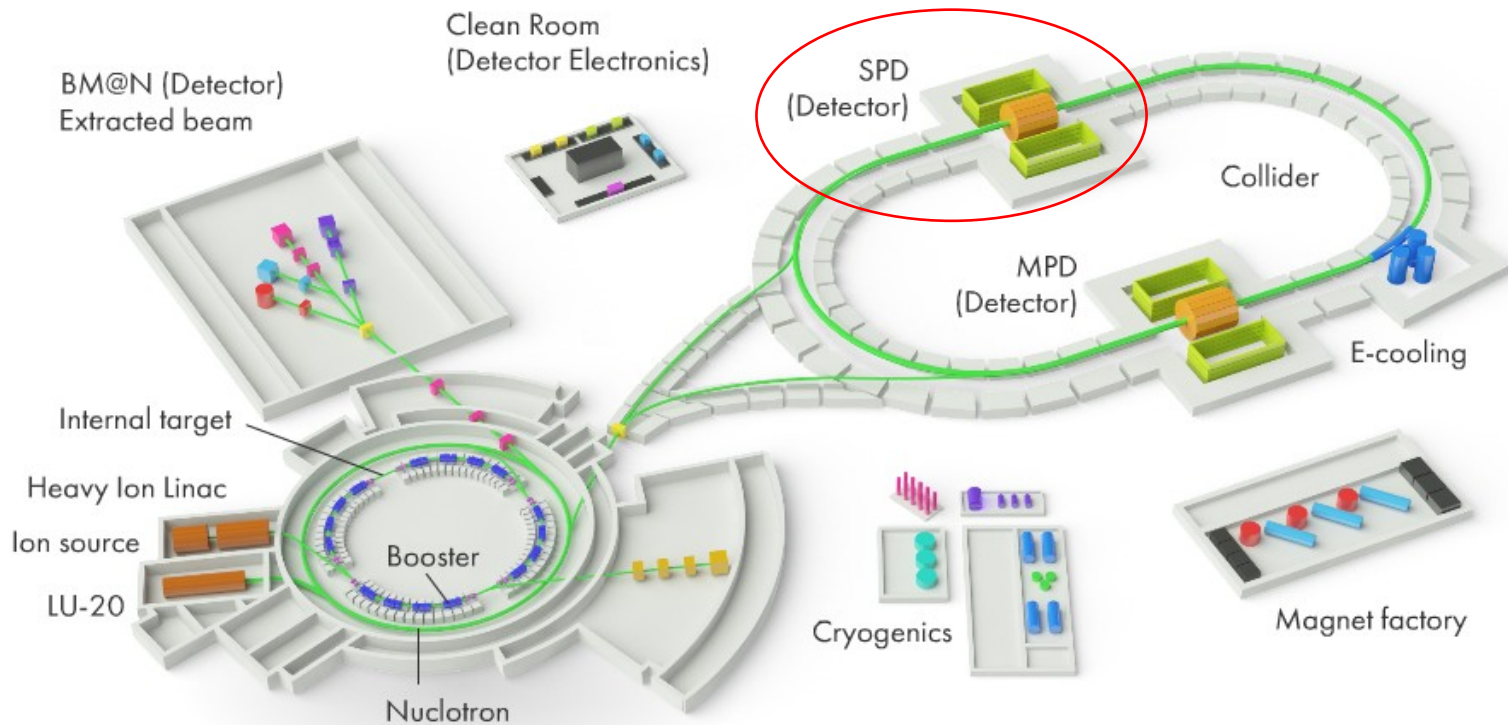 Clean Room
(Detector Electronics)
BM@N (Detector)
Extracted beam
SPD
(Detector)
Collider
MPD
(Detector)
E-cooling
Internal target
Heavy Ion Linac
Ion source
LU-20
Booster
Nuclotron
Cryogenics
Magnet factory